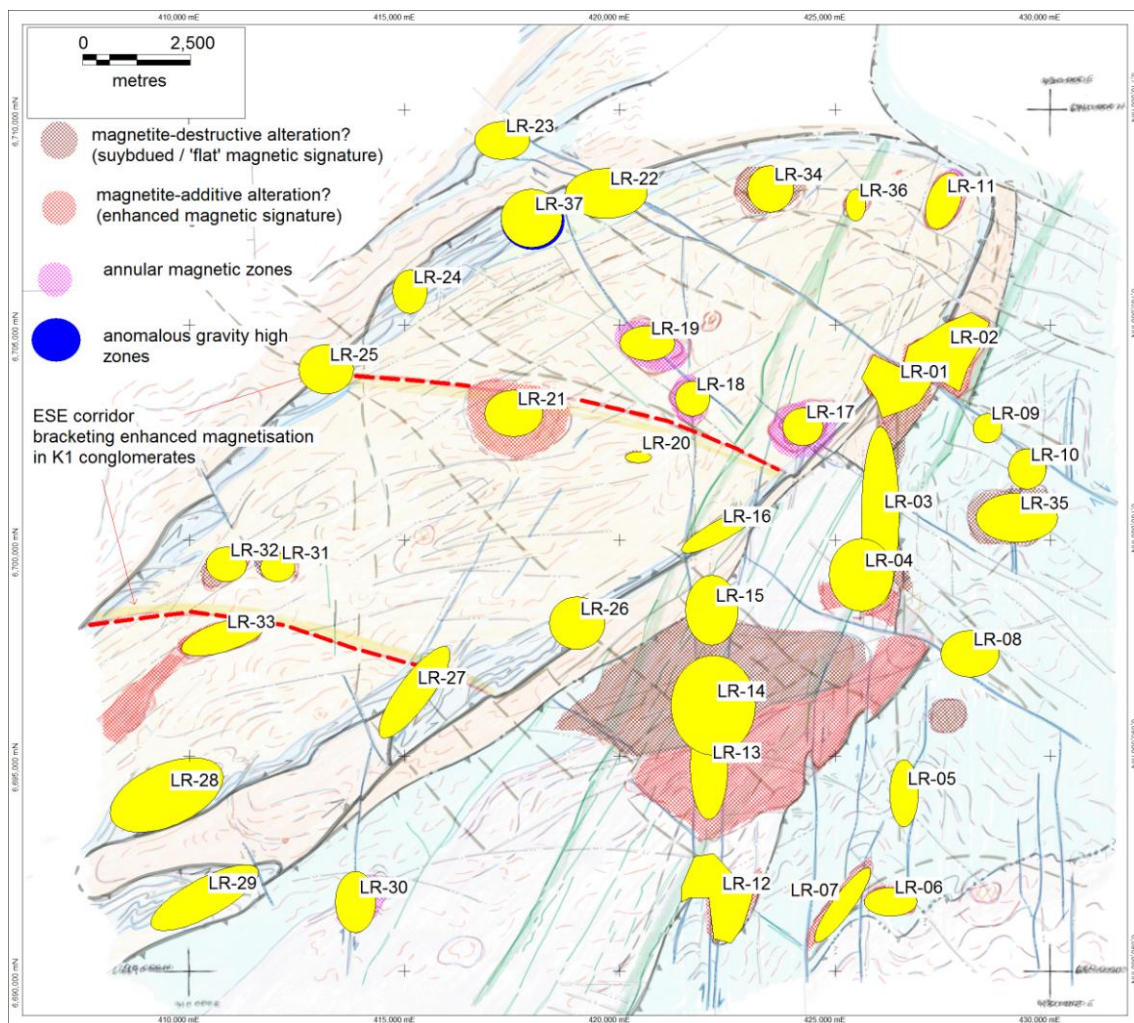 410,000 mE
415,000 mE
420,000 mE
425,000 mE
430,000 mE
0 2,500
metres
magnetite-destructive alteration?
(suybdued / 'flat' magnetic signature)
magnetite-additive alteration?
(enhanced magnetic signature)
annular magnetic zones
anomalous gravity high
zones
ESE corridor
bracketing enhanced magnetisation
in K1 conglomerates
6,710,000 mN
6,705,000 mN
6,700,000 mN
6,695,000 mN
6,690,000 mN
LR-23
LR-22
LR-34
LR-36
LR-11
LR-37
LR-24
LR-19
LR-02
LR-25
LR-01
LR-18
LR-21
LR-17
LR-09
LR-20
LR-10
LR-03
LR-35
LR-16
LR-32
LR-31
LR-04
LR-15
LR-26
LR-33
LR-08
LR-27
LR-14
LR-13
LR-28
LR-05
LR-29
LR-30
LR-12
LR-07
LR-06
410,000 mE
415,000 mE
420,000 mE
425,000 mE
430,000 mE